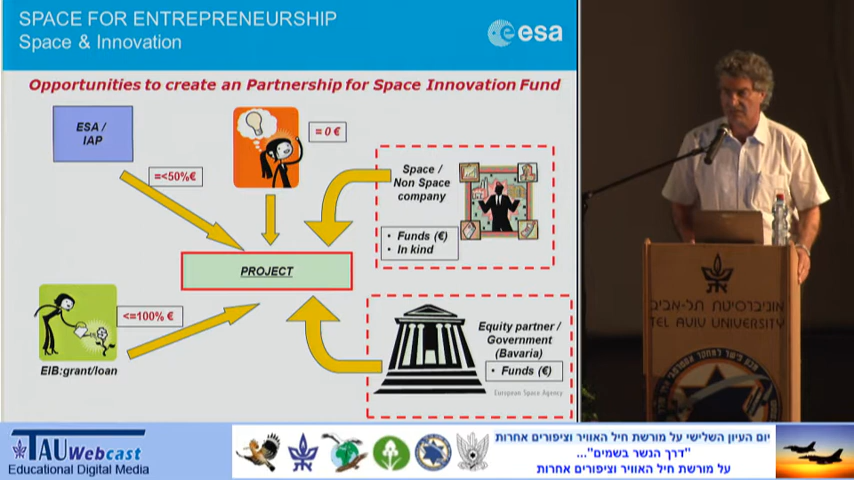 SPACE FOR ENTREPRENEURSHIP
Space & Innovation
esa
Opportunities to create an Partnership for Space Innovation Fund
ESA /
IAP
= 0 €
=<50%€
Space /
Non Space
company
• Funds (€)
• In kind
PROJECT
<=100% €
EIB:grant/loan
Equity partner /
Government
(Bavaria)
• Funds (€)
European Space Agency
אוניברסיטת תל-אביב
TEL AVIV UNIVERSITY
TAU Webcast
Educational Digital Media
יום העיון השלישי על מורשת חיל האוויר וציפורים אחרות
"דרך הנשר בשמים"...
על מורשת חיל האוויר וציפורים אחרות